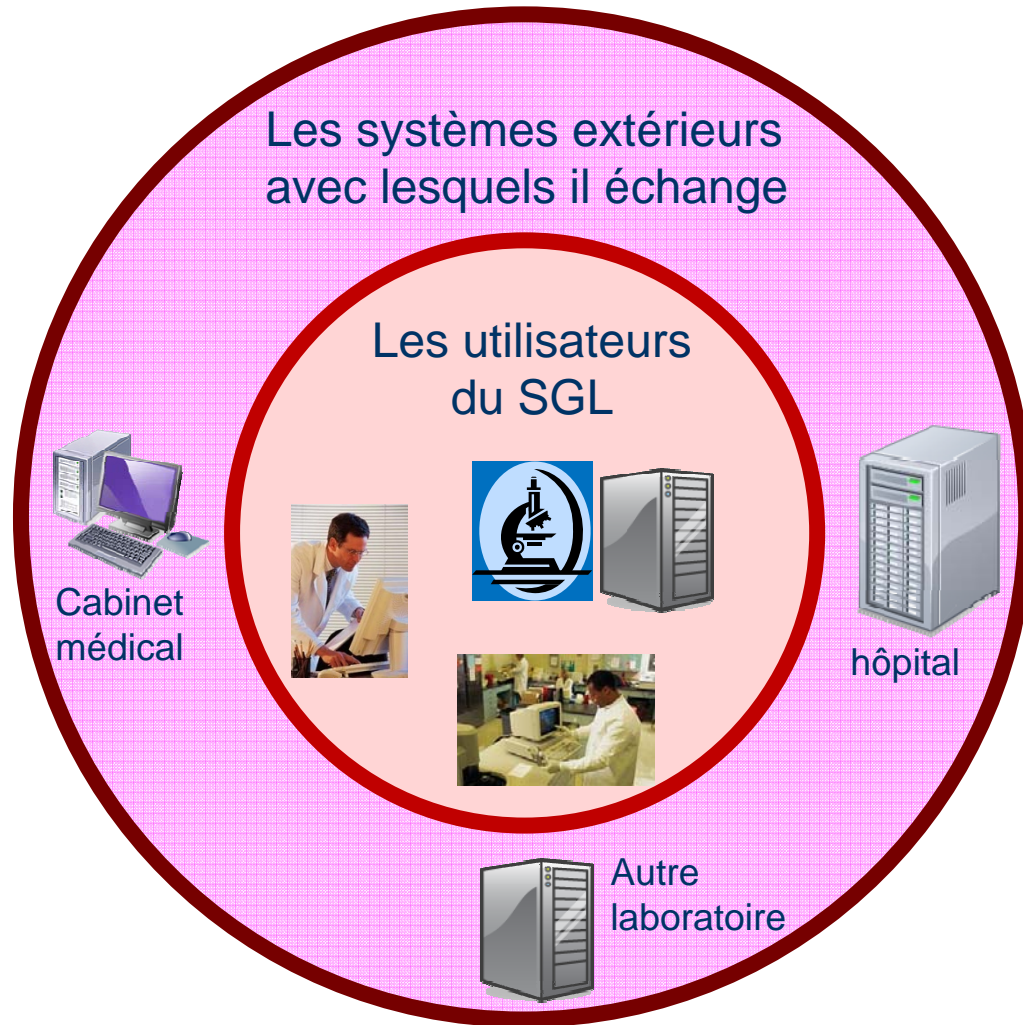 Les systèmes extérieurs
avec lesquels il échange
Les utilisateurs
du SGL
Cabinet
médical
hôpital
Autre
laboratoire